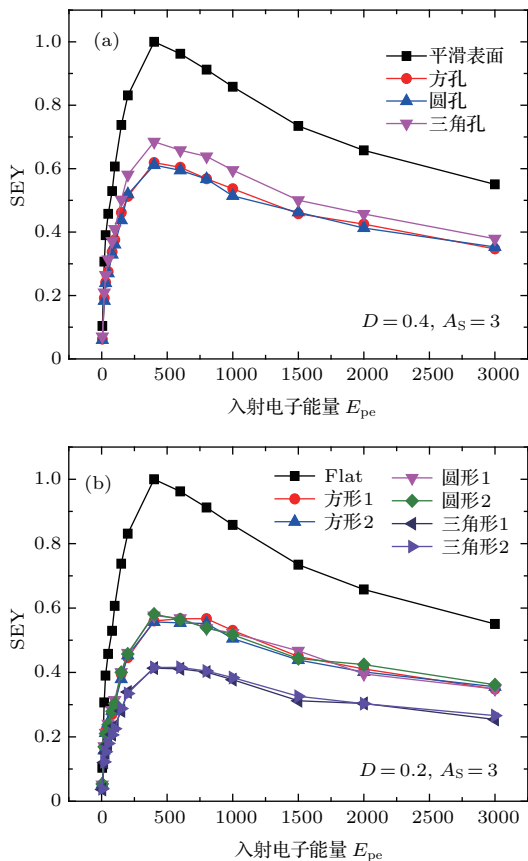 (a)
平滑表面
方孔
圆孔
三角孔
1.0
0.8
0.6
0.4
0.2
0
SEY
D = 0.4, A_S = 3
0 500 1000 1500 2000 2500 3000
入射电子能量 E_pe
(b)
Flat
方形1
方形2
圆形1
圆形2
三角形1
三角形2
1.0
0.8
0.6
0.4
0.2
0
SEY
D = 0.2, A_S = 3
0 500 1000 1500 2000 2500 3000
入射电子能量 E_pe